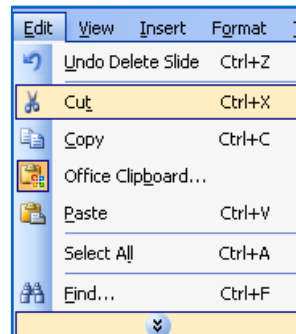 Edit View Insert Format
Undo Delete Slide Ctrl+Z
Cut Ctrl+X
Copy Ctrl+C
Office Clipboard...
Paste Ctrl+V
Select All Ctrl+A
Find... Ctrl+F